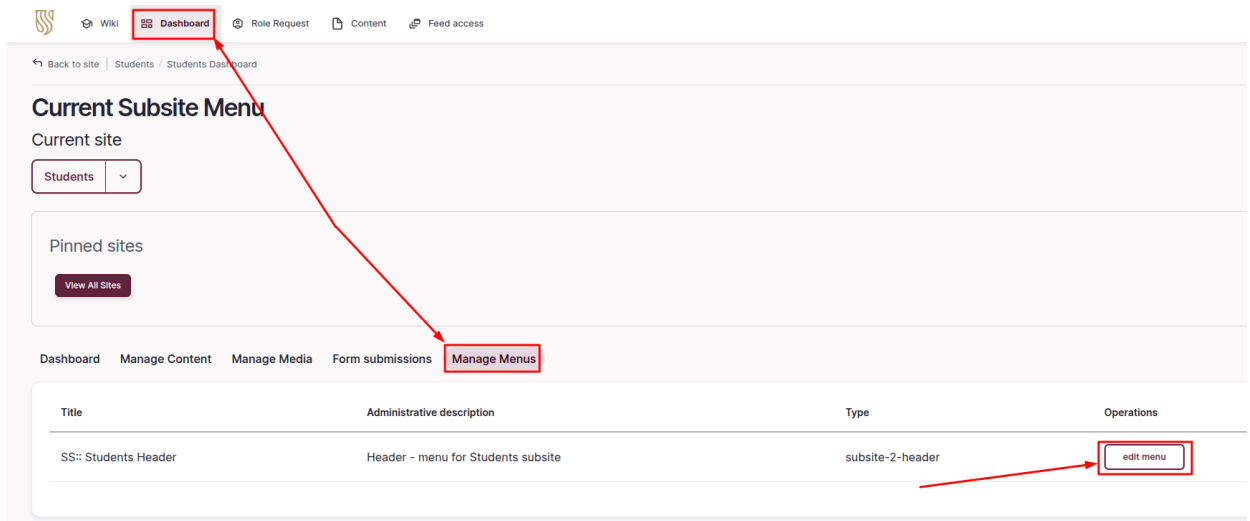 Wiki Dashboard Role Request Content Feed access
Back to site Students / Students Dashboard
Current Subsite Menu
Current site
Students
Pinned sites
View All Sites
Dashboard Manage Content Manage Media Form submissions Manage Menus
Title Administrative description Type Operations
SS:: Students Header Header - menu for Students subsite subsite-2-header edit menu